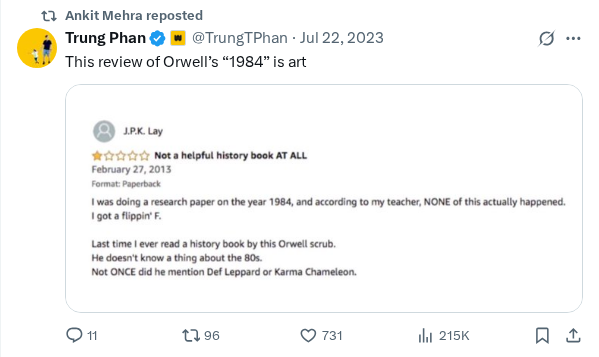 Ankit Mehra reposted
Trung Phan @TrungTPhan · Jul 22, 2023
This review of Orwell’s “1984” is art
J.P.K. Lay
Not a helpful history book AT ALL
February 27, 2013
Format: Paperback
I was doing a research paper on the year 1984, and according to my teacher, NONE of this actually happened.
I got a flippin' F.
Last time I ever read a history book by this Orwell scrub.
He doesn't know a thing about the 80s.
Not ONCE did he mention Def Leppard or Karma Chameleon.
11 96 731 215K